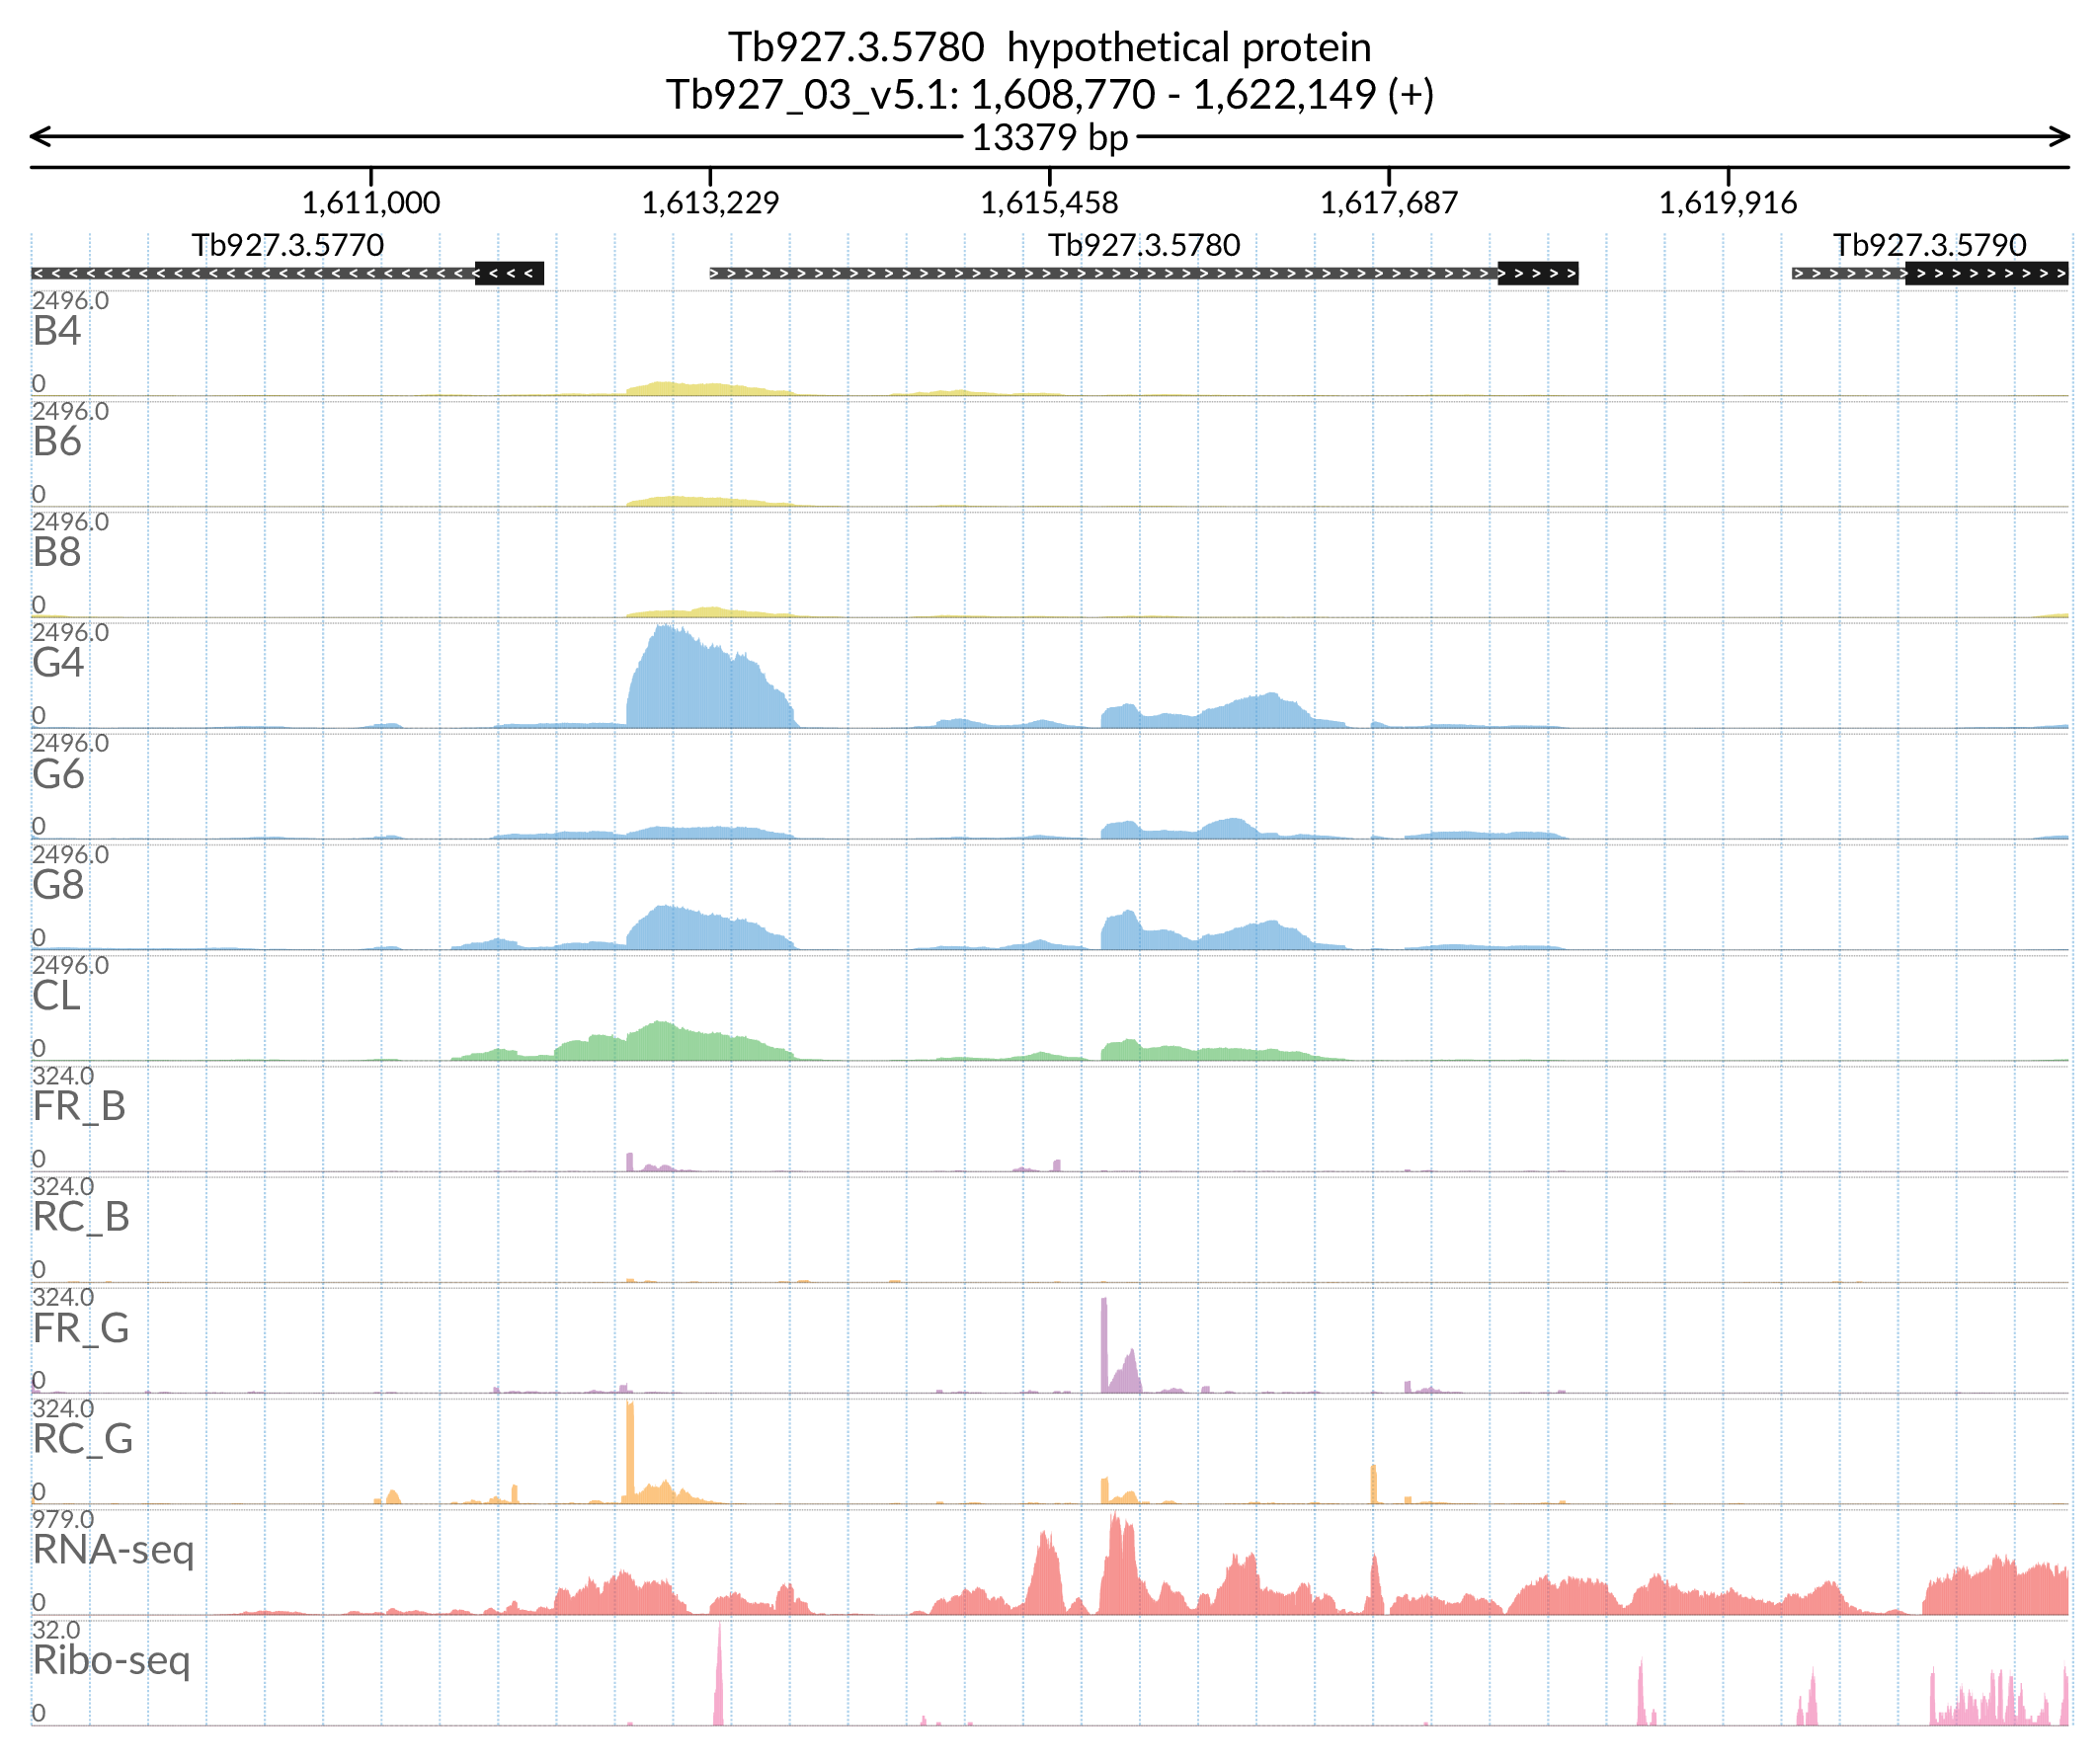 Tb927.3.5780 hypothetical protein
Tb927_03_v5.1: 1,608,770 - 1,622,149 (+)
13379 bp
1,611,000 1,613,229 1,615,458 1,617,687 1,619,916
Tb927.3.5770 Tb927.3.5780 Tb927.3.5790
2496.0
B4
0
2496.0
B6
0
2496.0
B8
0
2496.0
G4
0
2496.0
G6
0
2496.0
G8
0
2496.0
CL
0
324.0
FR_B
0
324.0
RC_B
0
324.0
FR_G
0
324.0
RC_G
0
979.0
RNA-seq
0
32.0
Ribo-seq
0